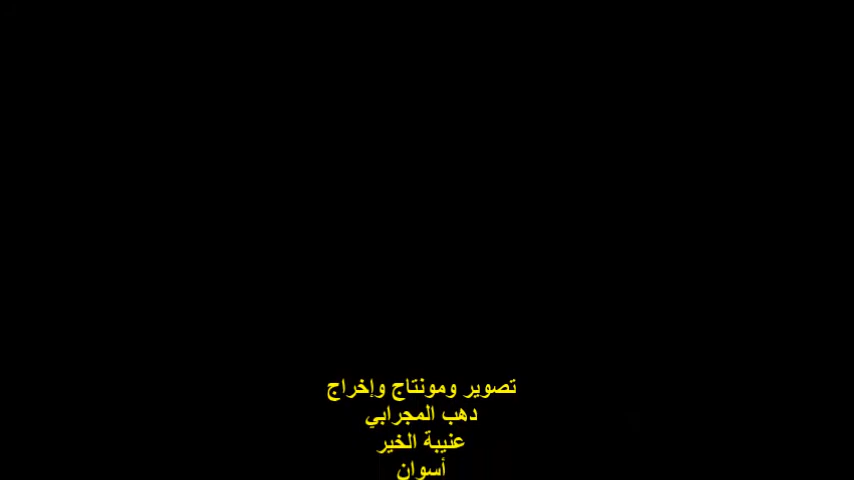 تصوير ومونتاج وإخراج
دهب المجرابي
عنيبة الخير
أسوان